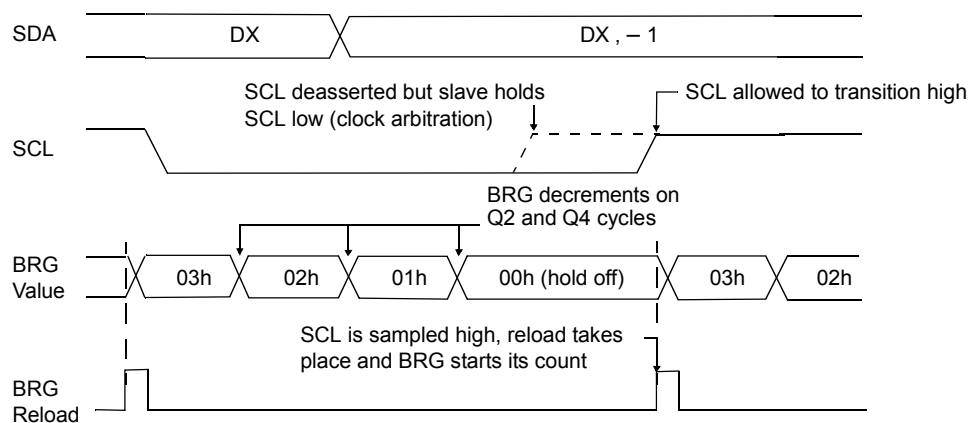 SDA
DX
DX , – 1
SCL deasserted but slave holds
SCL low (clock arbitration)
SCL allowed to transition high
SCL
BRG decrements on
Q2 and Q4 cycles
BRG
Value
03h
02h
01h
00h (hold off)
03h
02h
SCL is sampled high, reload takes
place and BRG starts its count
BRG
Reload